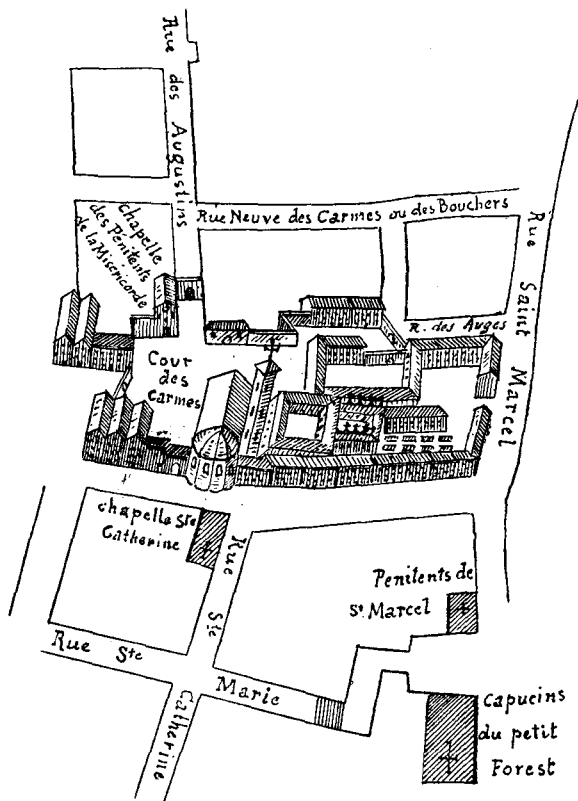 Rue des Augustins
Rue Neuve des Carmes ou des Bouchers
chapelle
des Pénitents
de la Misericorde
Rue Saint Marcel
R. des Auges
Cour
des
Carmes
chapelle Ste
Catherine
Rue Ste Catherine
Penitents de
St. Marcel
Rue Ste Marie
Capucins
du petit
Forest